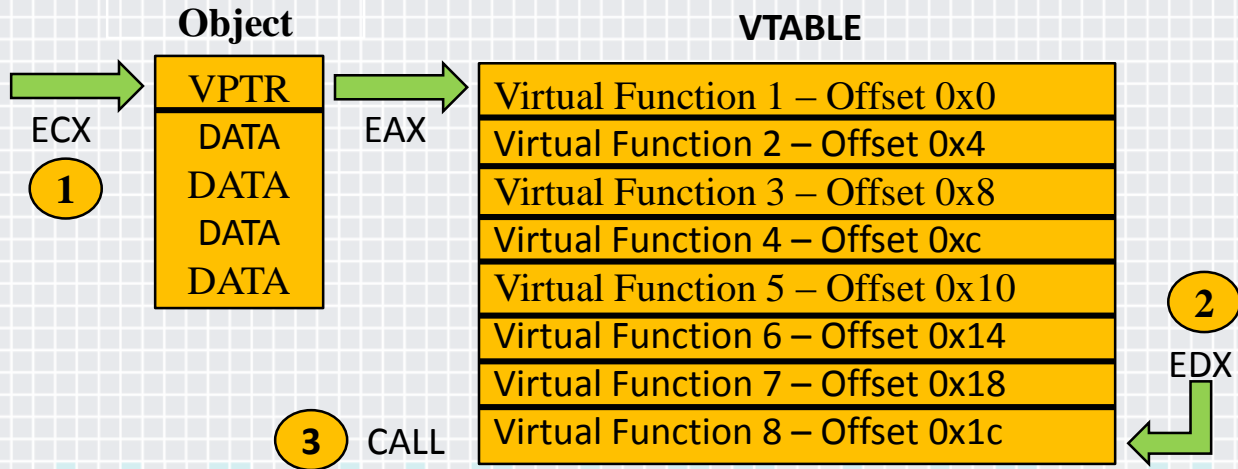 Object
VTABLE
VPTR
DATA
DATA
DATA
DATA
ECX
1
EAX
Virtual Function 1 – Offset 0x0
Virtual Function 2 – Offset 0x4
Virtual Function 3 – Offset 0x8
Virtual Function 4 – Offset 0xc
Virtual Function 5 – Offset 0x10
Virtual Function 6 – Offset 0x14
Virtual Function 7 – Offset 0x18
Virtual Function 8 – Offset 0x1c
2
EDX
3 CALL